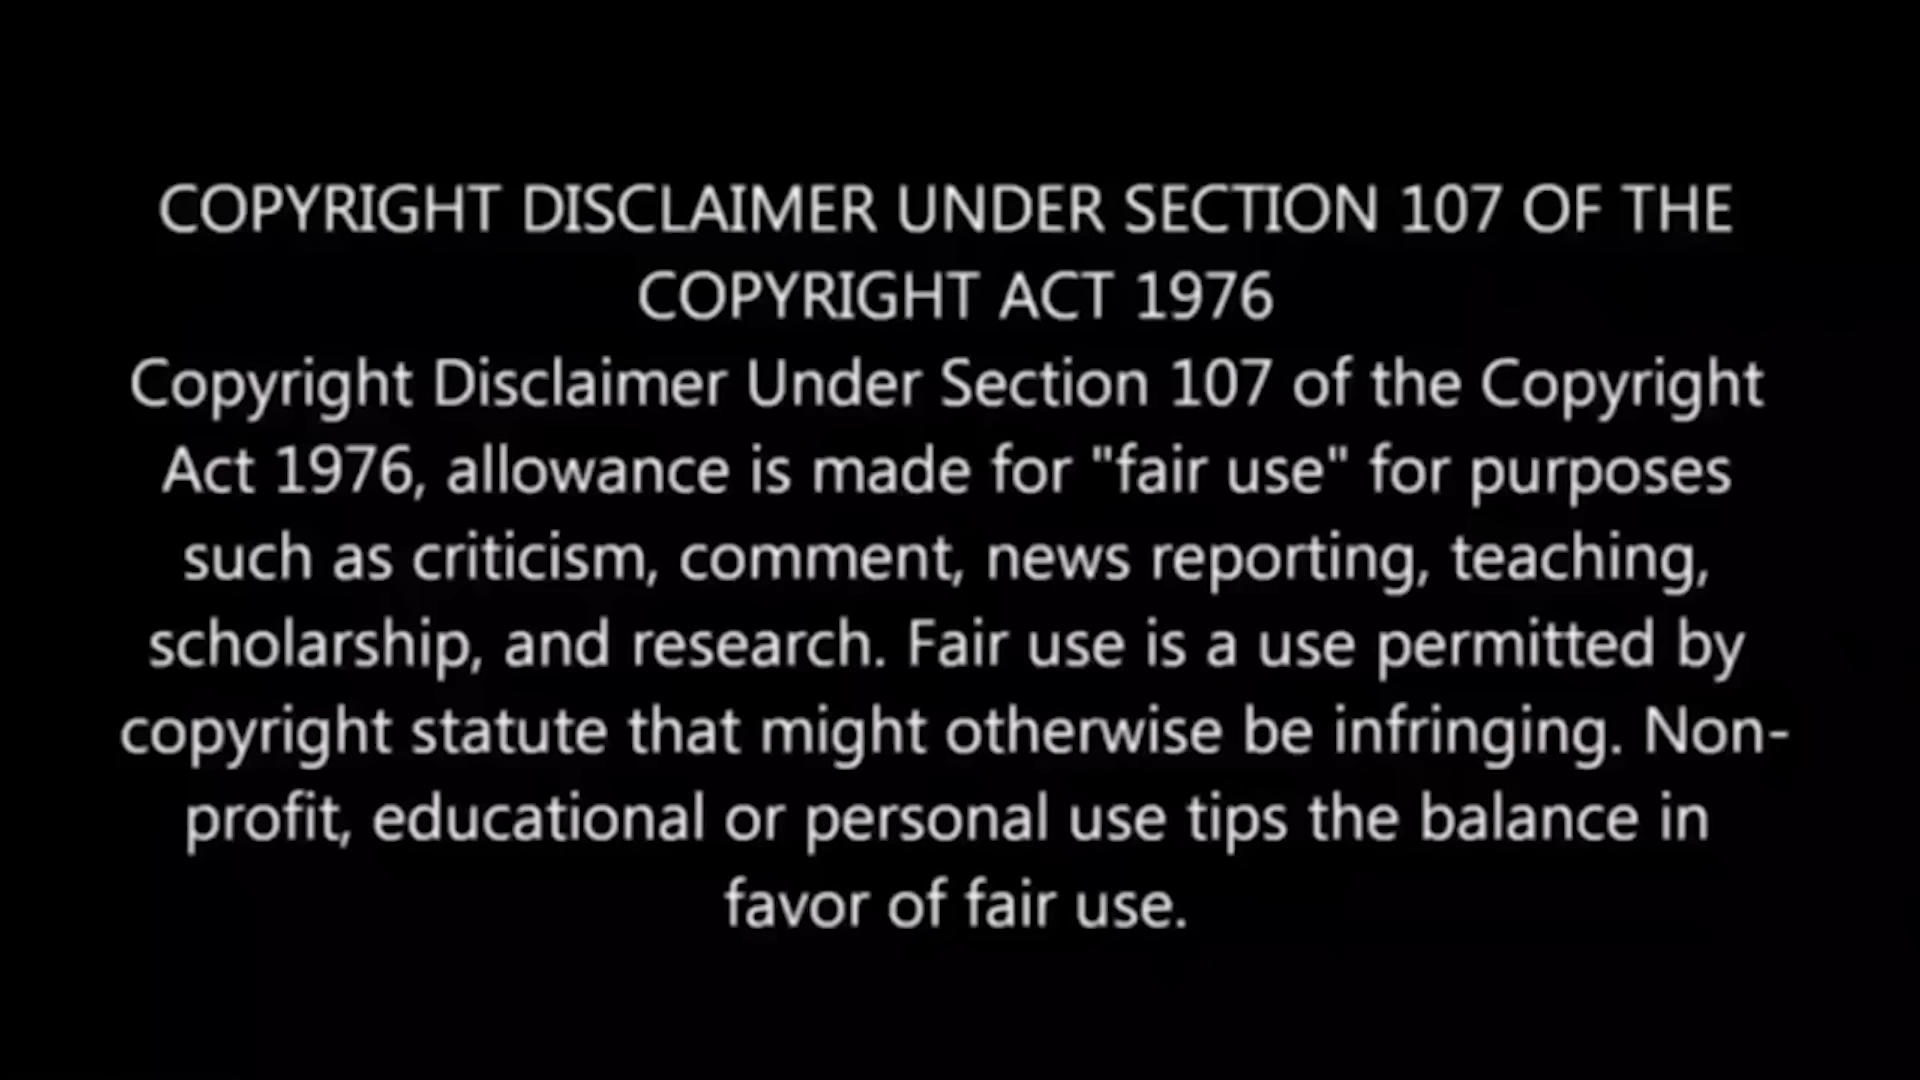 COPYRIGHT DISCLAIMER UNDER SECTION 107 OF THE
COPYRIGHT ACT 1976
Copyright Disclaimer Under Section 107 of the Copyright
Act 1976, allowance is made for "fair use" for purposes
such as criticism, comment, news reporting, teaching,
scholarship, and research. Fair use is a use permitted by
copyright statute that might otherwise be infringing. Non-
profit, educational or personal use tips the balance in
favor of fair use.